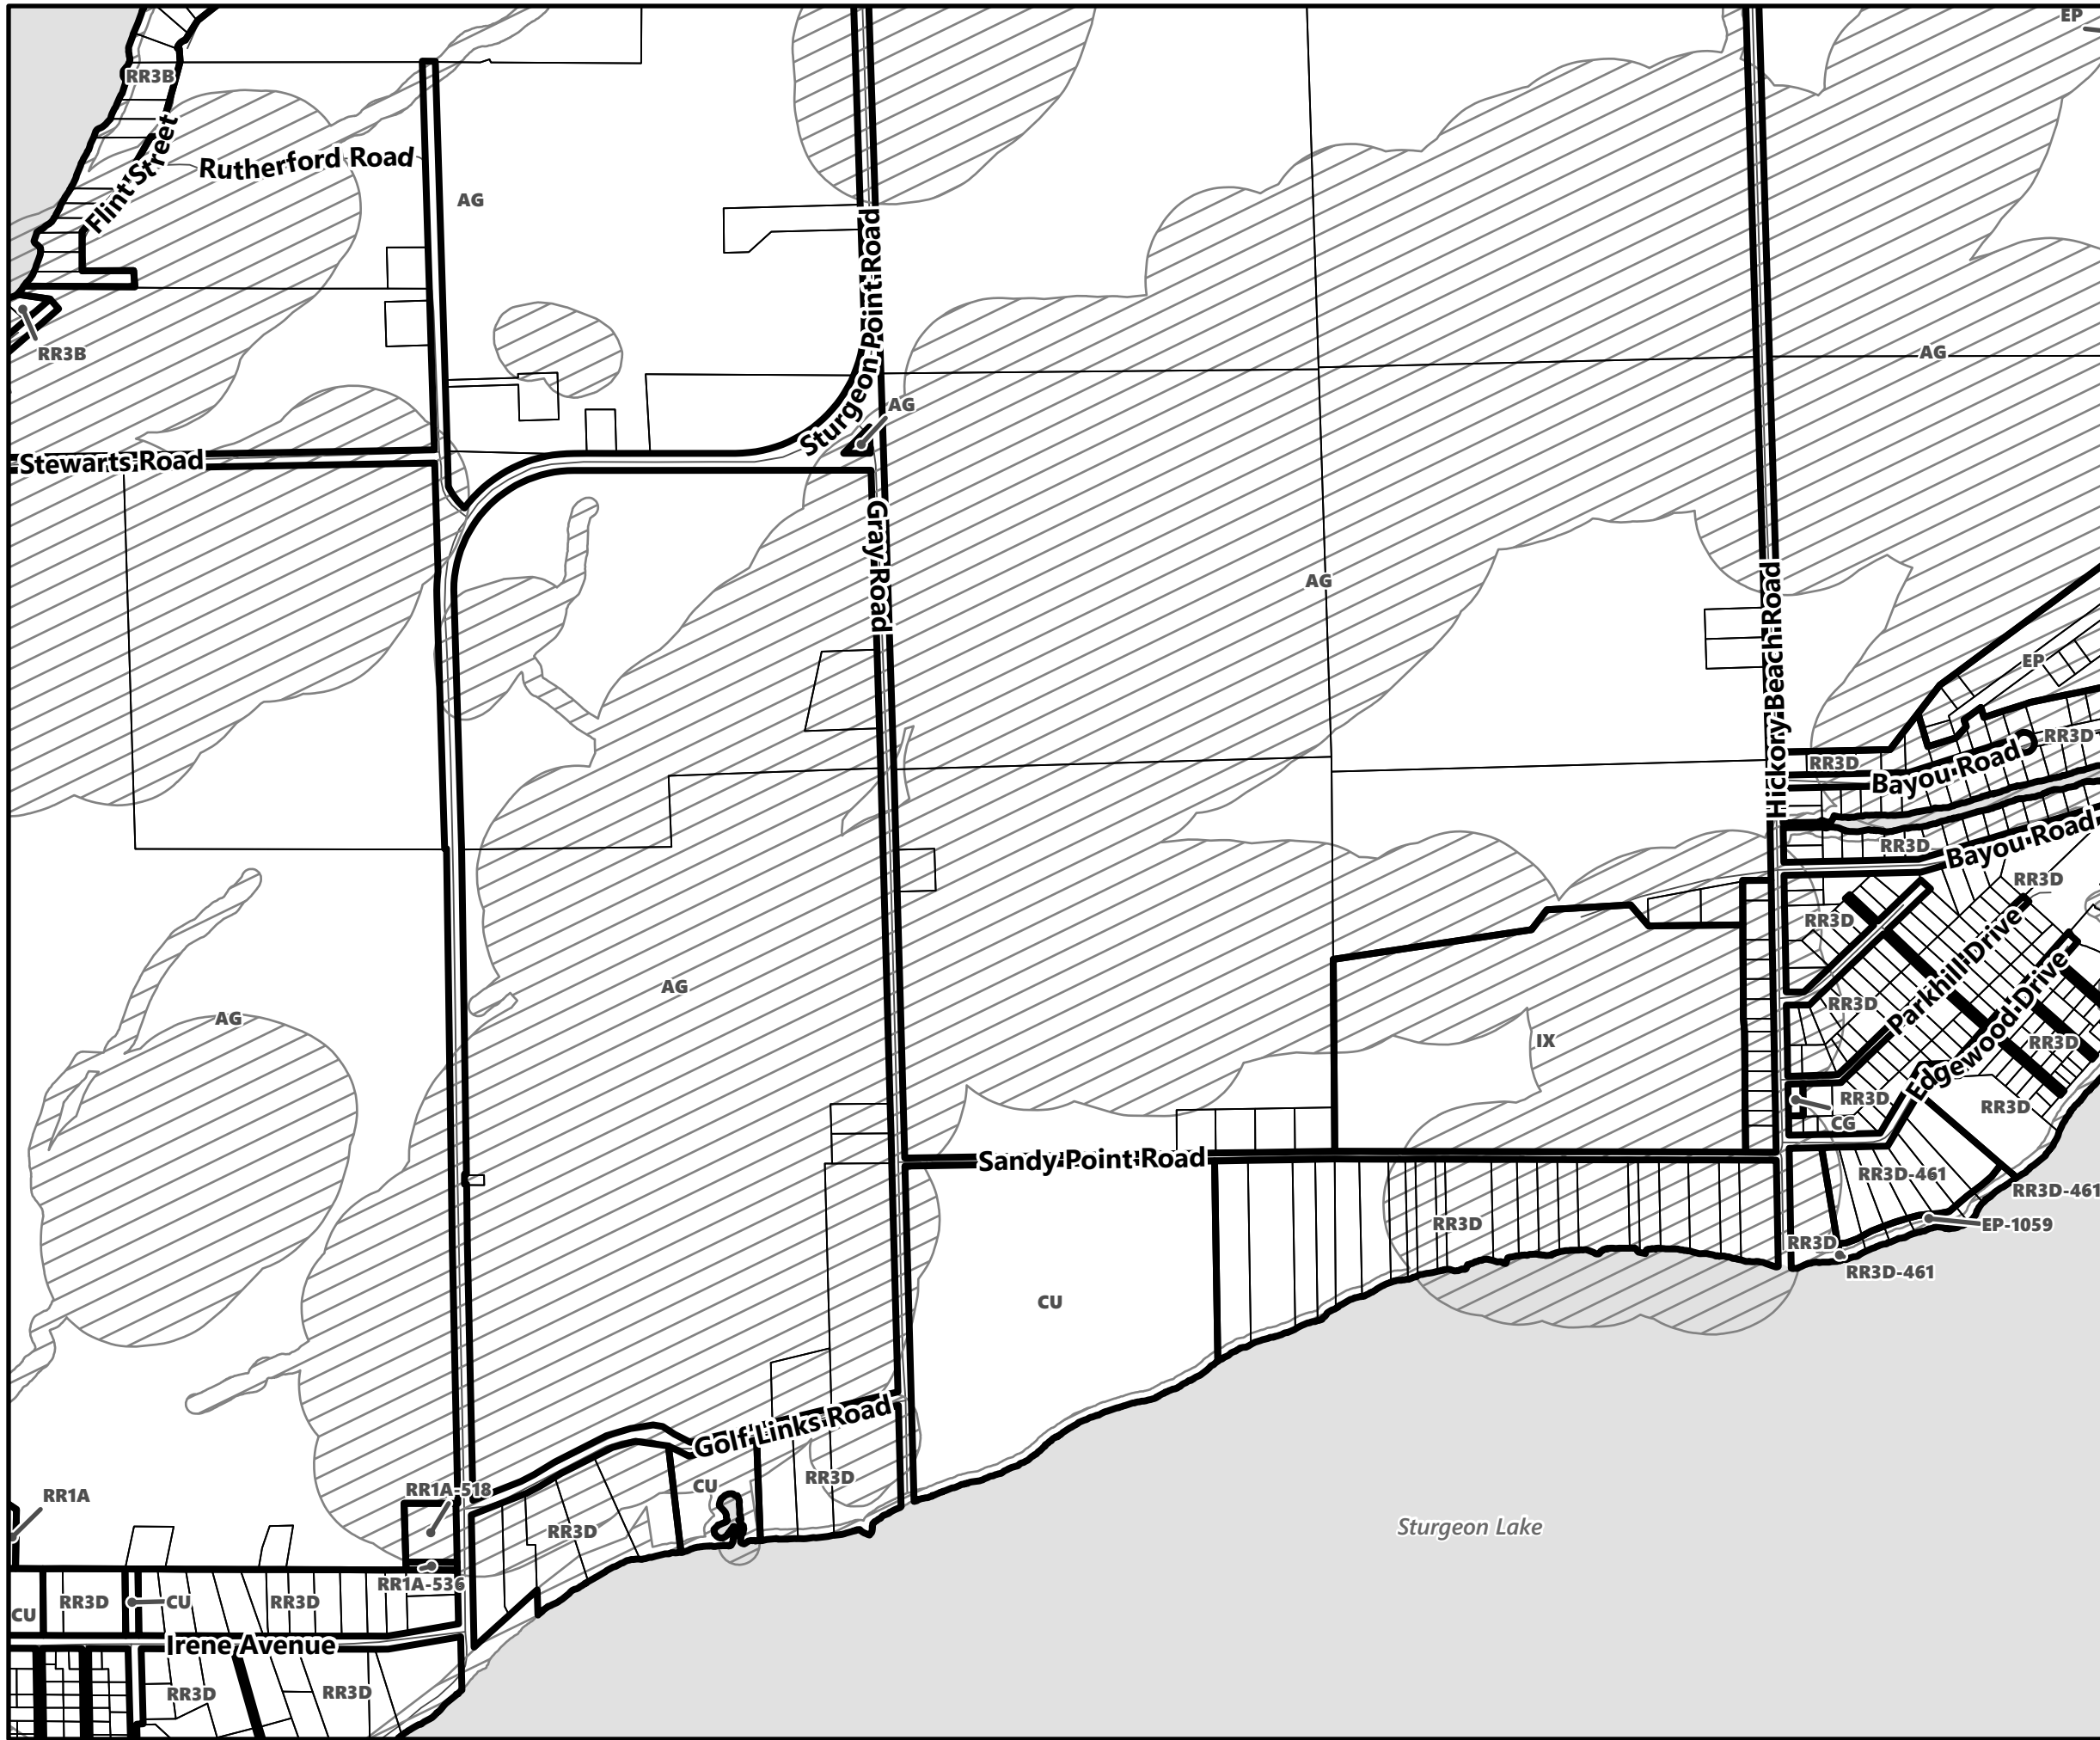 EP
RR3B
Flint Street
Rutherford Road
AG
Sturgeon Point Road
RR3B
AG
Sturgeon Point Road
AG
Stewarts Road
Gray Road
AG
Hickory Beach Road
EP
RR3D
RR3D
Bayou Road
RR3D
Bayou Road
RR3D
RR3D
AG
RR3D
Parkhill Drive
AG
IX
RR3D
Edgewood Drive
RR3D
RR3D
CG
Sandy Point Road
RR3D-461
RR3D-461
RR3D
EP-1059
RR3D
RR3D-461
CU
Golf Links Road
RR3D
CU
RR1A-518
RR1A
RR3D
Sturgeon Lake
RR1A-536
CU
RR3D
CU
RR3D
Irene Avenue
RR3D
RR3D
RR3D